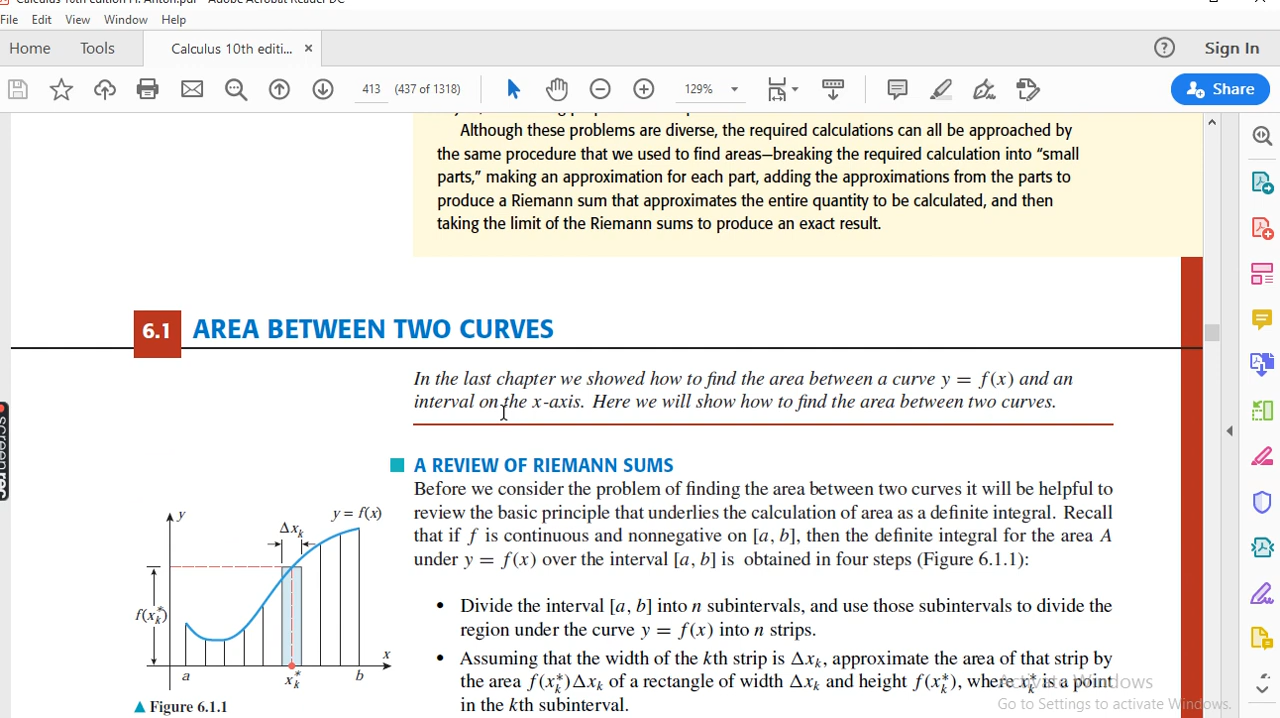 Calculus 10th edition H. Anton.pdf - Adobe Acrobat Reader DC
File Edit View Window Help
Home Tools Calculus 10th editi... × Sign In
413 (437 of 1318) 129% Share
Although these problems are diverse, the required calculations can all be approached by
the same procedure that we used to find areas—breaking the required calculation into “small
parts,” making an approximation for each part, adding the approximations from the parts to
produce a Riemann sum that approximates the entire quantity to be calculated, and then
taking the limit of the Riemann sums to produce an exact result.
6.1 AREA BETWEEN TWO CURVES
In the last chapter we showed how to find the area between a curve y = f(x) and an
interval on the x-axis. Here we will show how to find the area between two curves.
A REVIEW OF RIEMANN SUMS
Before we consider the problem of finding the area between two curves it will be helpful to
review the basic principle that underlies the calculation of area as a definite integral. Recall
that if f is continuous and nonnegative on [a, b], then the definite integral for the area A
under y = f(x) over the interval [a, b] is obtained in four steps (Figure 6.1.1):
• Divide the interval [a, b] into n subintervals, and use those subintervals to divide the
region under the curve y = f(x) into n strips.
• Assuming that the width of the kth strip is Δxₖ, approximate the area of that strip by
the area f(xₖ*)Δxₖ of a rectangle of width Δxₖ and height f(xₖ*), where xₖ* is a point
in the kth subinterval.
y
y = f(x)
Δxₖ
f(xₖ*)
x
a xₖ* b
▲ Figure 6.1.1
screenrec
Activate Windows
Go to Settings to activate Windows.